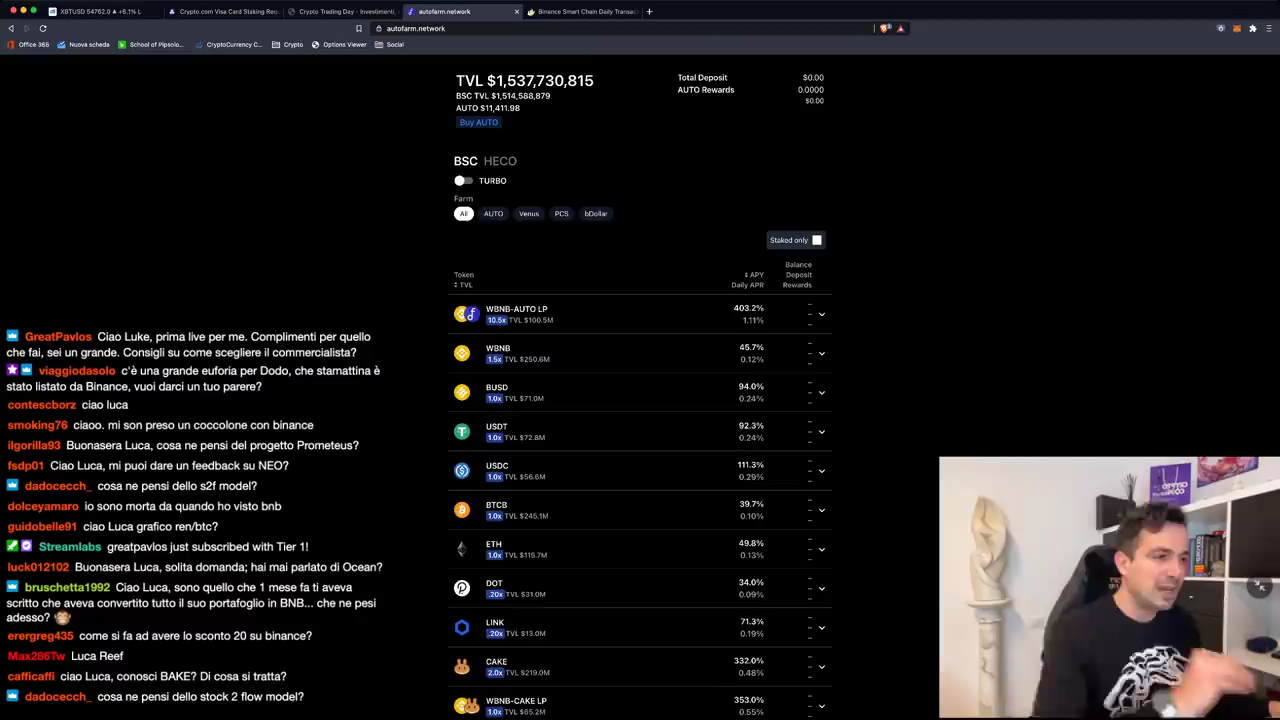 XBTUSD 54762.0 ▲ +6.1% L
Crypto.com Visa Card Staking Req
Crypto Trading Day - Investimenti,
autofarm.network
Binance Smart Chain Daily Transac
autofarm.network
Office 365
Nuova scheda
School of Pipsolo...
CryptoCurrency C...
Crypto
Options Viewer
Social
TVL $1,537,730,815
BSC TVL $1,514,588,879
AUTO $11,411.98
Buy AUTO
Total Deposit $0.00
AUTO Rewards 0.0000
$0.00
BSC HECO
TURBO
Farm
All AUTO Venus PCS bDollar
Staked only
Token
TVL
APY
Daily APR
Balance
Deposit
Rewards
WBNB-AUTO LP 403.2%
10.5x TVL $100.5M 1.11%
WBNB 45.7%
1.5x TVL $250.6M 0.12%
BUSD 94.0%
1.0x TVL $71.0M 0.24%
USDT 92.3%
1.0x TVL $72.8M 0.24%
USDC 111.3%
1.0x TVL $56.6M 0.29%
BTCB 39.7%
1.0x TVL $245.1M 0.10%
ETH 49.8%
1.0x TVL $115.7M 0.13%
DOT 34.0%
.20x TVL $31.0M 0.09%
LINK 71.3%
.20x TVL $13.0M 0.19%
CAKE 332.0%
2.0x TVL $219.0M 0.48%
WBNB-CAKE LP 353.0%
1.0x TVL $65.2M 0.55%
GreatPavlos Ciao Luke, prima live per me. Complimenti per quello
che fai, sei un grande. Consigli su come scegliere il commercialista?
viaggiodasolo c'è una grande euforia per Dodo, che stamattina è
stato listato da Binance, vuoi darci un tuo parere?
contescborz ciao luca
smoking76 ciaoo. mi son preso un coccolone con binance
ilgorilla93 Buonasera Luca, cosa ne pensi del progetto Prometeus?
fsdp01 Ciao Luca, mi puoi dare un feedback su NEO?
dadocecch_ cosa ne pensi dello s2f model?
dolceyamaro io sono morta da quando ho visto bnb
guidobelle91 ciao Luca grafico ren/btc?
Streamlabs greatpavlos just subscribed with Tier 1!
luck012102 Buonasera Luca, solita domanda; hai mai parlato di Ocean?
bruschetta1992 Ciao Luca, sono quello che 1 mese fa ti aveva
scritto che aveva convertito tutto il suo portafoglio in BNB... che ne pesi
adesso?
erergreg435 come si fa ad avere lo sconto 20 su binance?
Max286Tw Luca Reef
cafficaffi ciao Luca, conosci BAKE? Di cosa si tratta?
dadocecch_ cosa ne pensi dello stock 2 flow model?